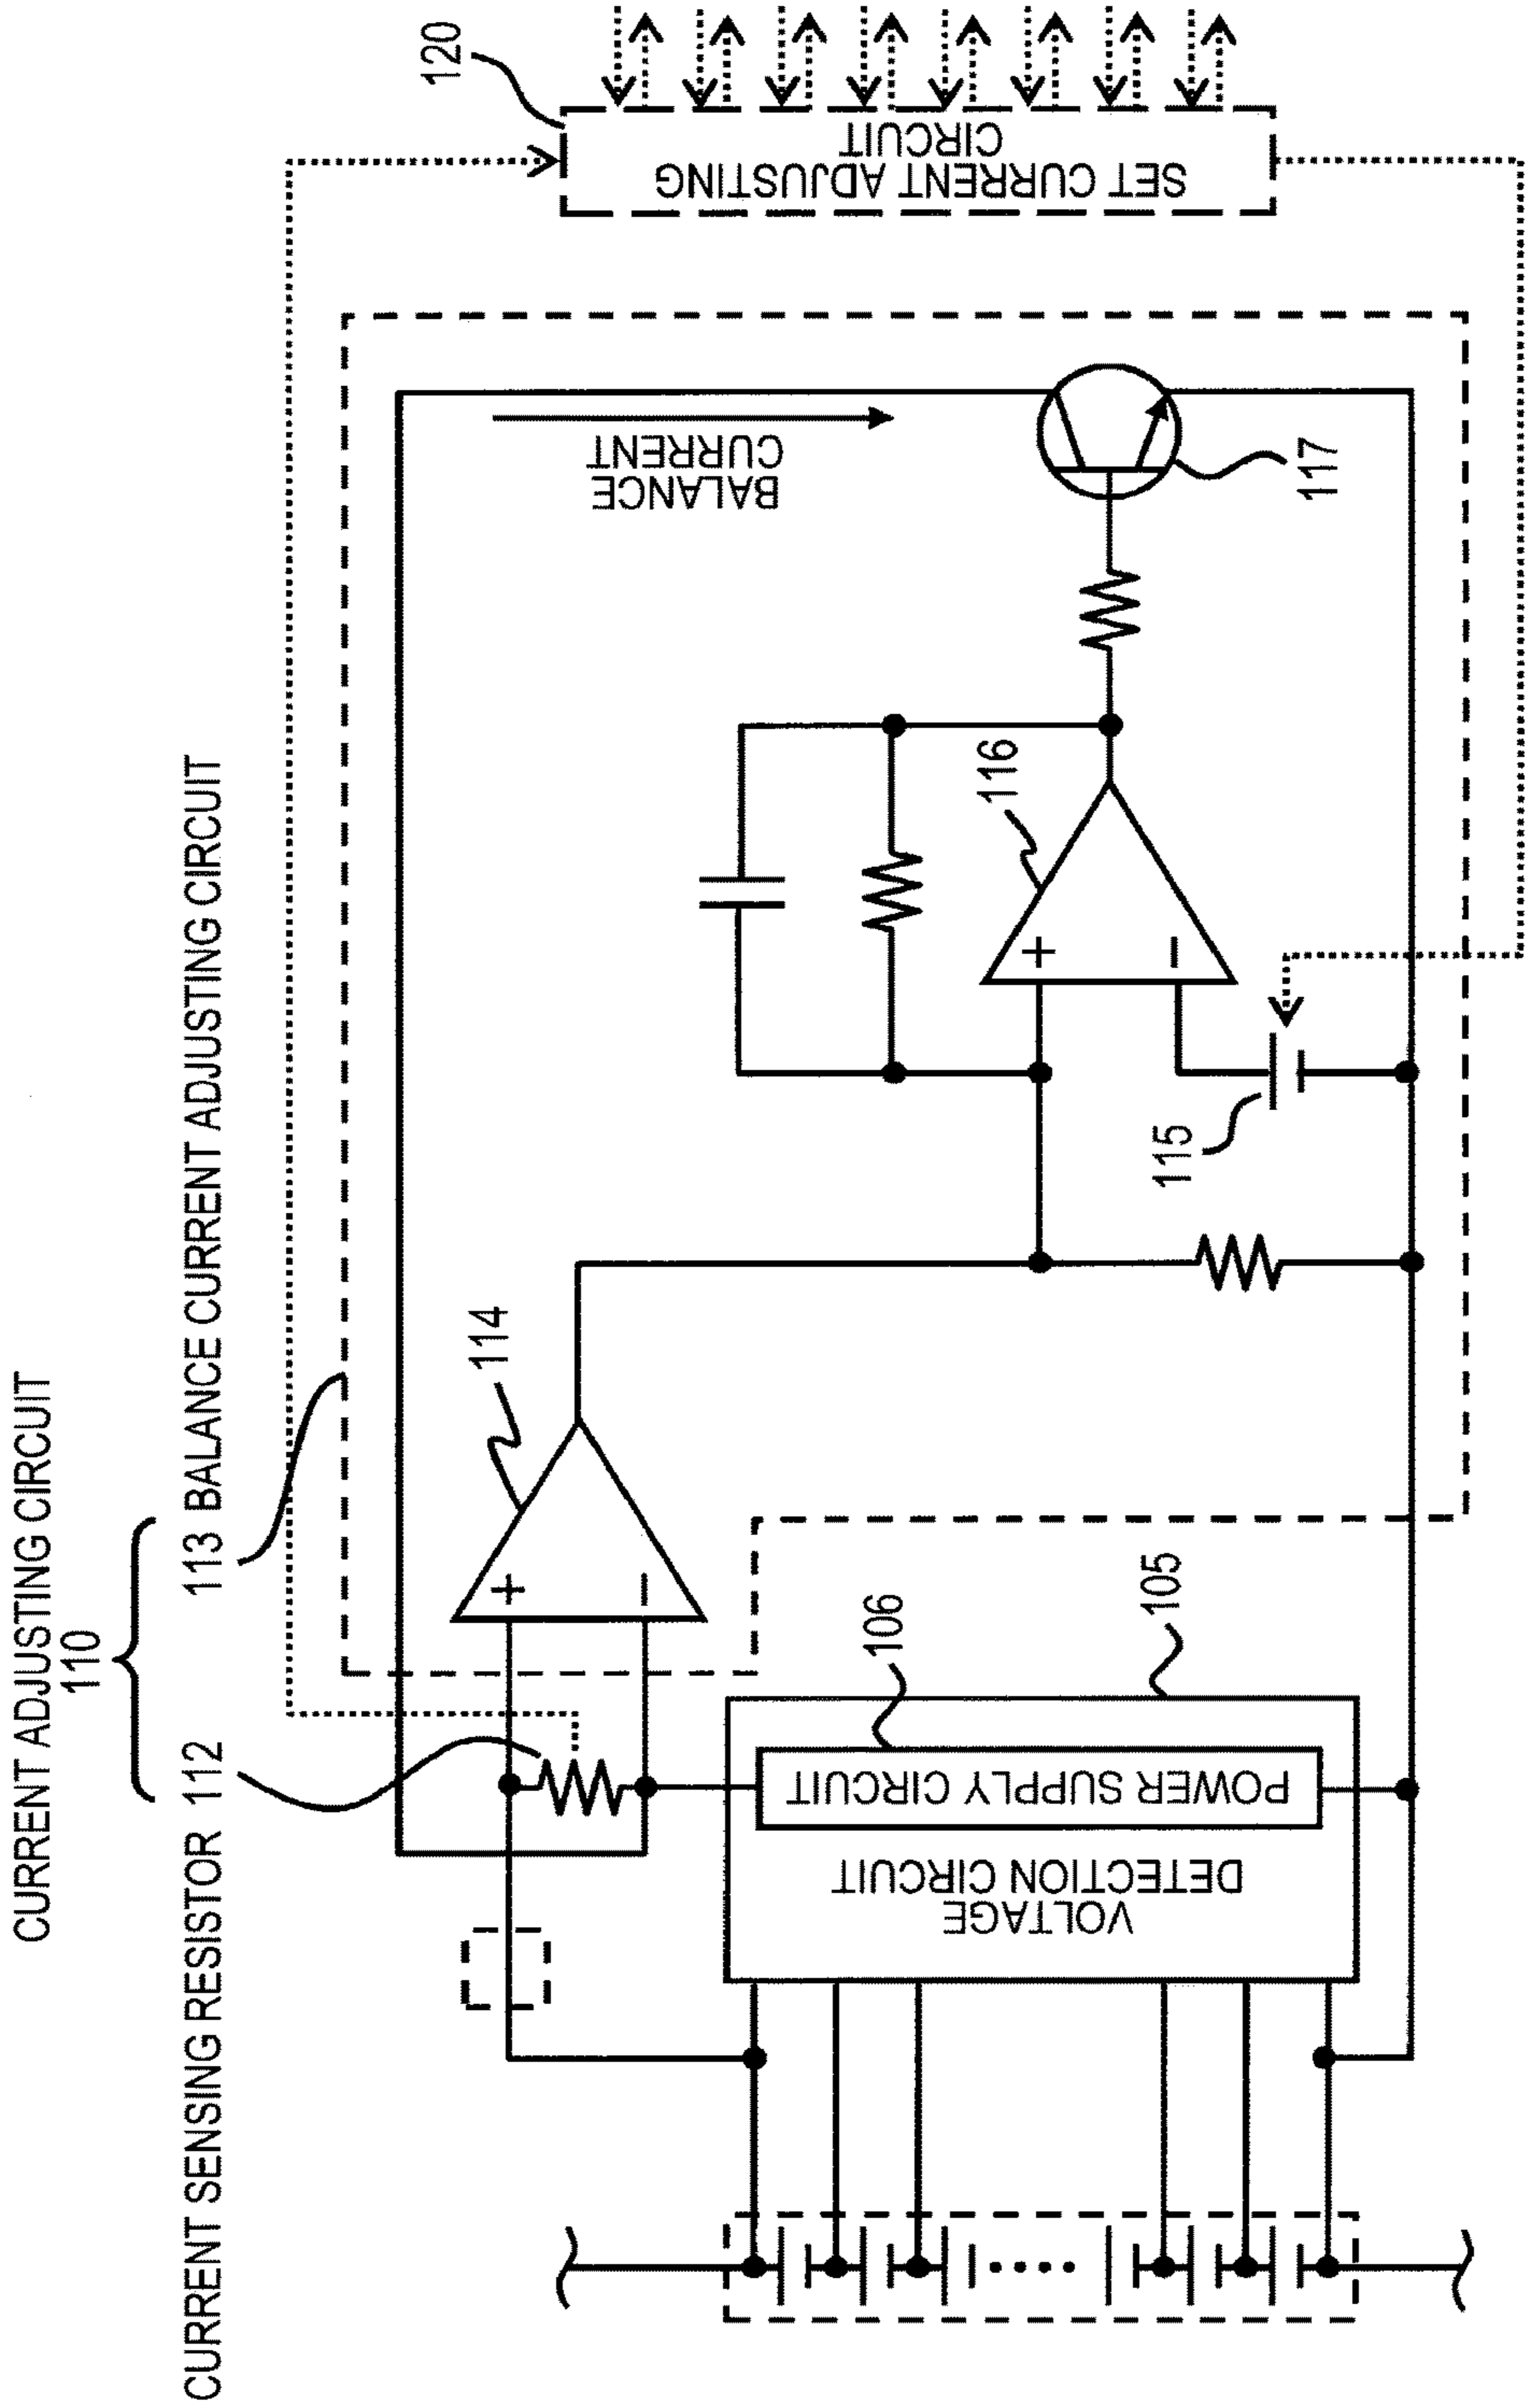 CURRENT ADJUSTING CIRCUIT
110
CURRENT SENSING RESISTOR 112
113 BALANCE CURRENT ADJUSTING CIRCUIT
120
SET CURRENT ADJUSTING
CIRCUIT
114
BALANCE
CURRENT
106
POWER SUPPLY CIRCUIT
105
VOLTAGE
DETECTION CIRCUIT
116
115
117
+
−
+
−